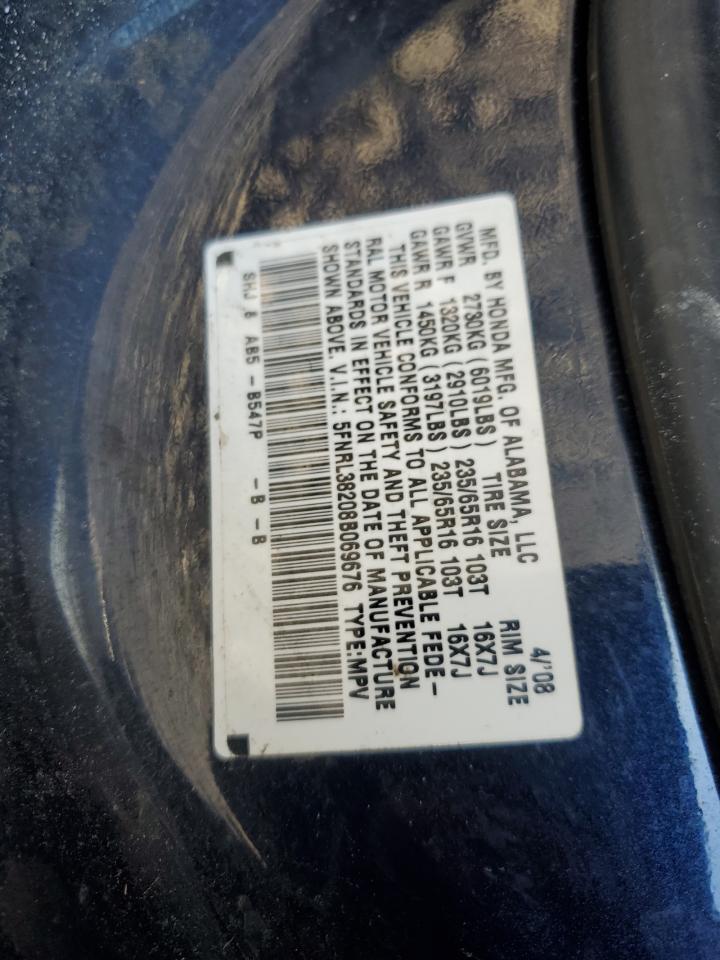 MFD. BY HONDA MFG. OF ALABAMA, LLC 4/'08
GVWR 2730KG (6019LBS) TIRE SIZE RIM SIZE
GAWR F 1320KG (2910LBS) 235/65R16 103T 16X7J
GAWR R 1450KG (3197LBS) 235/65R16 103T 16X7J
THIS VEHICLE CONFORMS TO ALL APPLICABLE FEDE-
RAL MOTOR VEHICLE SAFETY AND THEFT PREVENTION
STANDARDS IN EFFECT ON THE DATE OF MANUFACTURE
SHOWN ABOVE. V.I.N.: 5FNRL38208B069676 TYPE:MPV
SHJ 8 AB5 - B547P - B - B